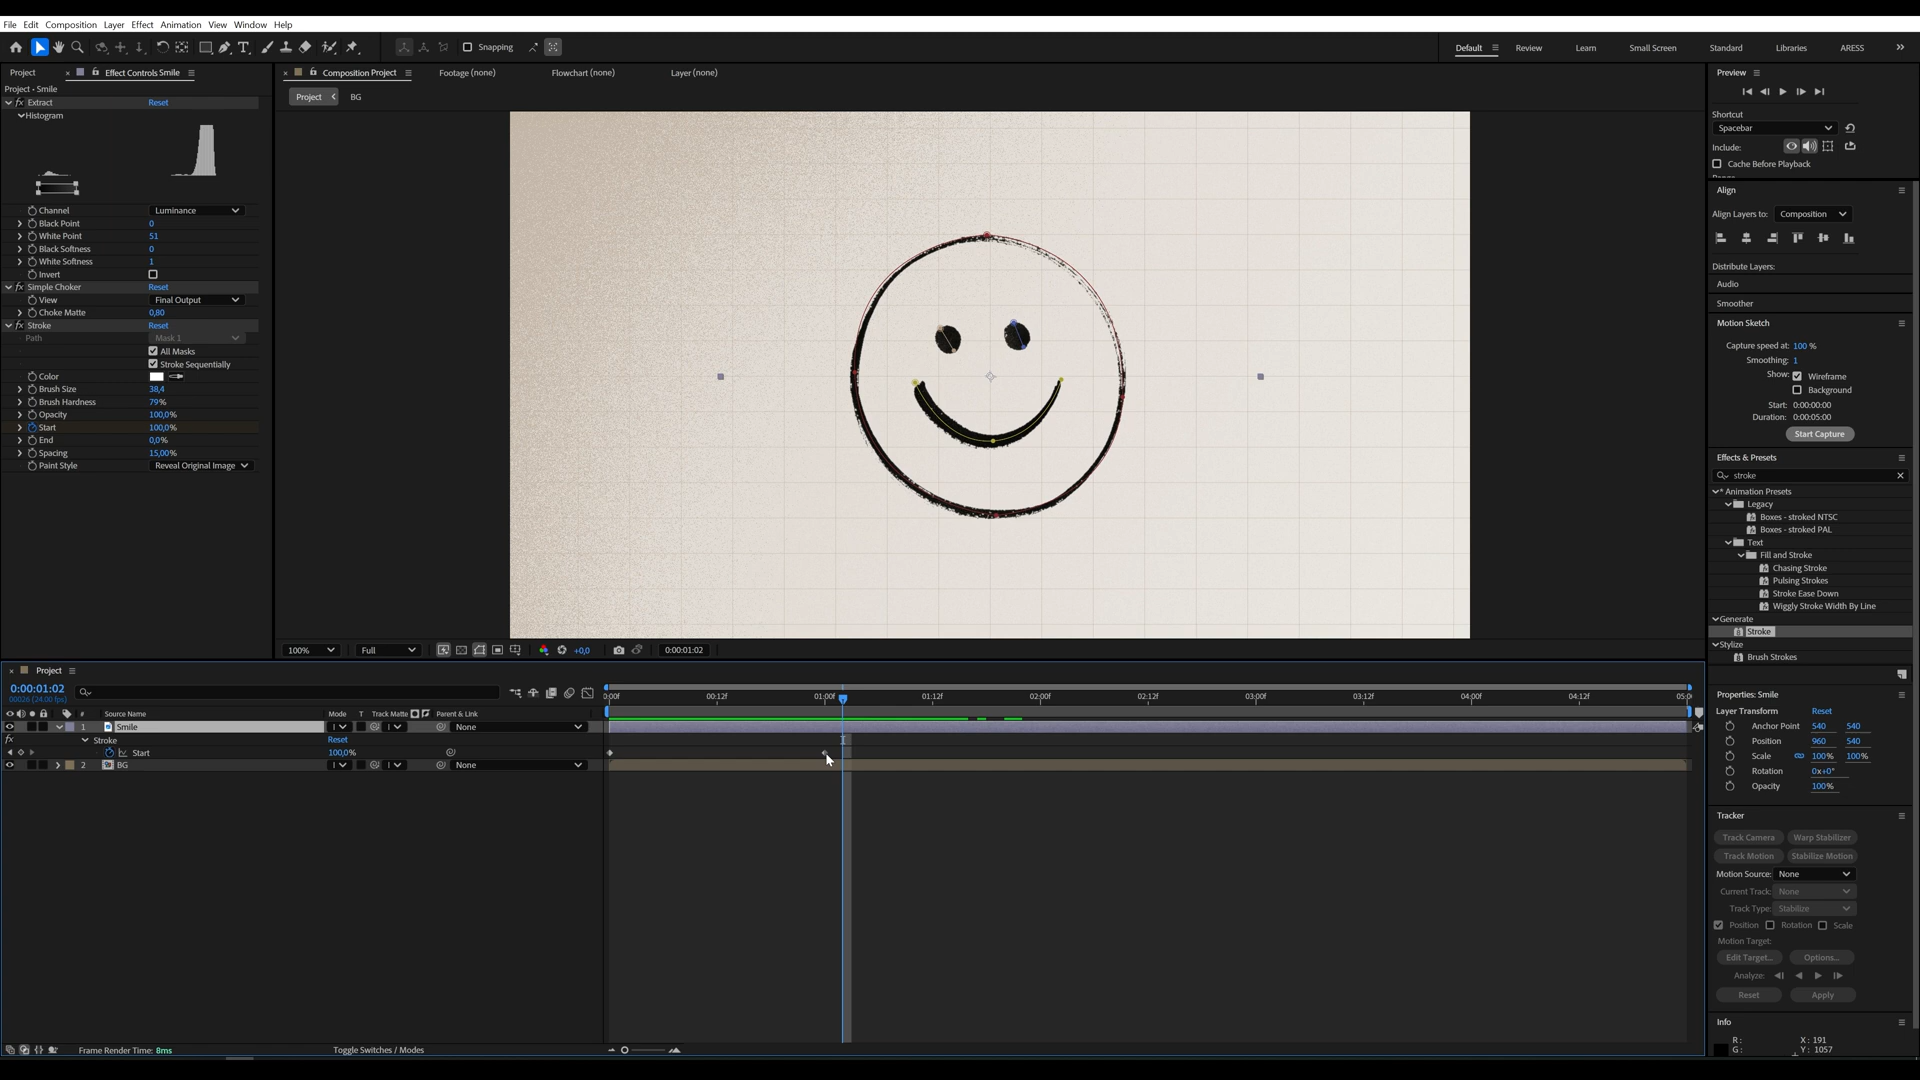 File Edit Composition Layer Effect Animation View Window Help
Snapping
Default Review Learn Small Screen Standard Libraries ARESS
Project × Effect Controls Smile
Project • Smile
fx Extract Reset
Histogram
Channel Luminance
Black Point 0
White Point 51
Black Softness 0
White Softness 1
Invert
fx Simple Choker Reset
View Final Output
Choke Matte 0,80
fx Stroke Reset
Path Mask 1
All Masks
Stroke Sequentially
Color
Brush Size 38,4
Brush Hardness 79%
Opacity 100,0%
Start 100,0%
End 0,0%
Spacing 15,00%
Paint Style Reveal Original Image
× Composition Project Footage (none) Flowchart (none) Layer (none)
Project BG
100% Full +0,0 0:00:01:02
Preview
Shortcut
Spacebar
Include:
Cache Before Playback
Align
Align Layers to: Composition
Distribute Layers:
Audio
Smoother
Motion Sketch
Capture speed at: 100 %
Smoothing: 1
Show: Wireframe
Background
Start: 0:00:00:00
Duration: 0:00:05:00
Start Capture
Effects & Presets
stroke
* Animation Presets
Legacy
Boxes - stroked NTSC
Boxes - stroked PAL
Text
Fill and Stroke
Chasing Stroke
Pulsing Strokes
Stroke Ease Down
Wiggly Stroke Width By Line
Generate
Stroke
Stylize
Brush Strokes
Properties: Smile
Layer Transform Reset
Anchor Point 540 540
Position 960 540
Scale 100% 100%
Rotation 0x+0°
Opacity 100%
Tracker
Track Camera Warp Stabilizer
Track Motion Stabilize Motion
Motion Source: None
Current Track: None
Track Type: Stabilize
Position Rotation Scale
Motion Target:
Edit Target... Options...
Analyze:
Reset Apply
Info
R : X : 191
G : Y : 1057
× Project
0:00:01:02
00026 (24.00 fps)
:00f 00:12f 01:00f 01:12f 02:00f 02:12f 03:00f 03:12f 04:00f 04:12f 05:0
# Source Name Mode T Track Matte Parent & Link
1 Smile None
fx Stroke Reset
Start 100,0%
2 BG None
Frame Render Time: 8ms Toggle Switches / Modes